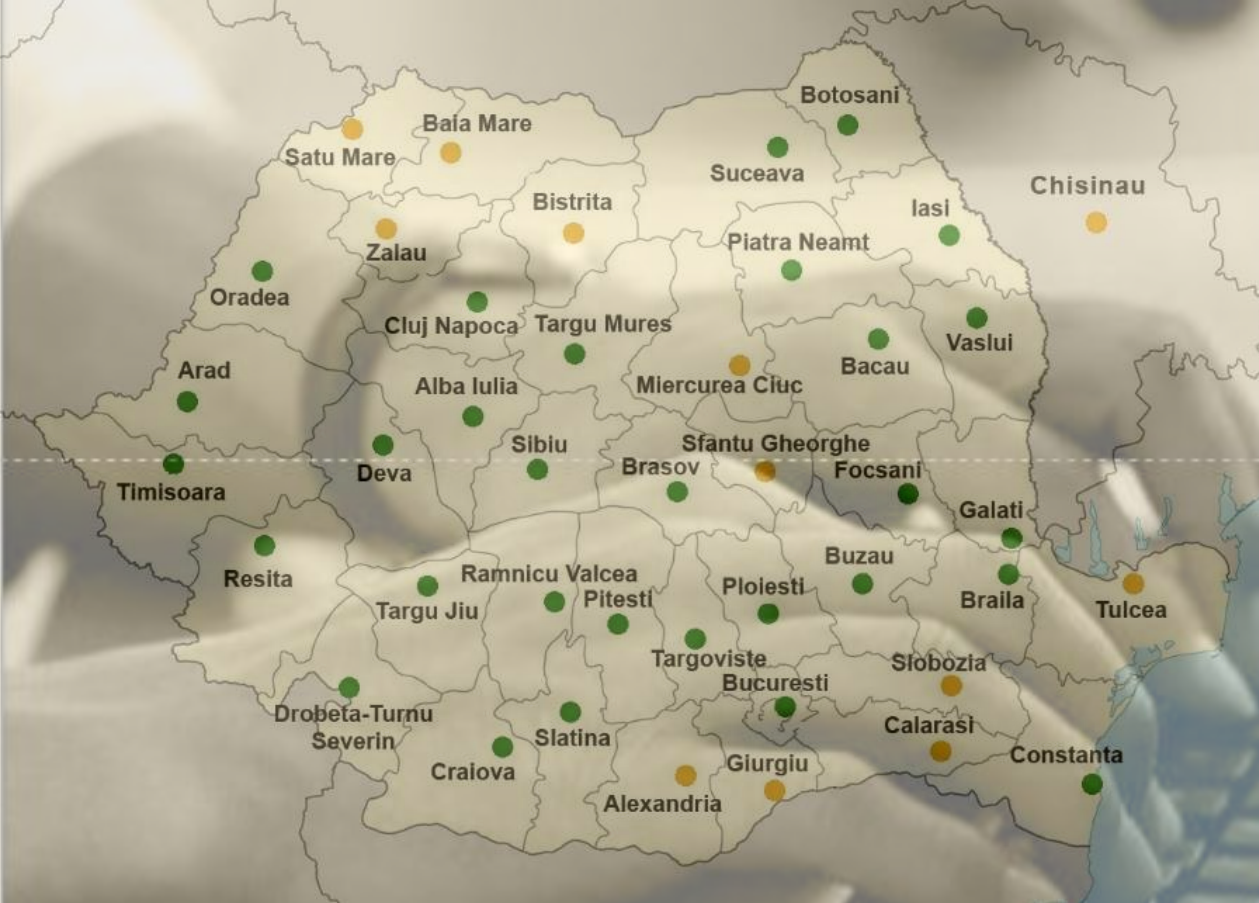 Botosani
Baia Mare
Satu Mare
Suceava
Chisinau
Bistrita
Iasi
Piatra Neamt
Zalau
Oradea
Cluj Napoca
Targu Mures
Vaslui
Bacau
Arad
Alba Iulia
Miercurea Ciuc
Sibiu
Sfantu Gheorghe
Brasov
Focsani
Deva
Timisoara
Galati
Buzau
Resita
Ramnicu Valcea
Ploiesti
Pitesti
Braila
Tulcea
Targu Jiu
Targoviste
Slobozia
Bucuresti
Drobeta-Turnu
Severin
Slatina
Calarasi
Constanta
Craiova
Giurgiu
Alexandria